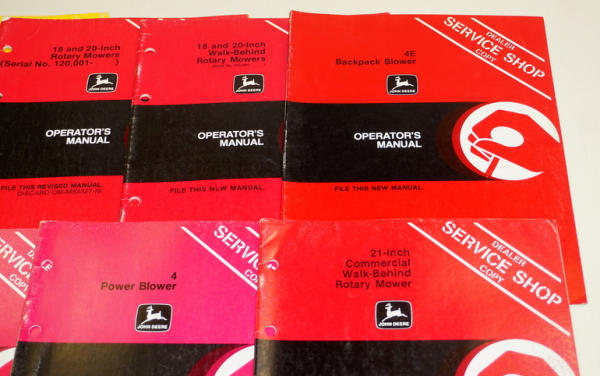 18 and 20-Inch
Rotary Mowers
(Serial No. 120,001-       )
JOHN DEERE
OPERATOR'S
MANUAL
FILE THIS REVISED MANUAL.
18 and 20-Inch
Walk-Behind
Rotary Mowers
JOHN DEERE
OPERATOR'S
MANUAL
FILE THIS NEW MANUAL.
SERVICE
4E
Backpack Blower
JOHN DEERE
OPERATOR'S
MANUAL
FILE THIS NEW MANUAL.
DEALER
SERVICE SHOP
COPY
SHOP
COPY
4
Power Blower
JOHN DEERE
SERVICE
21-Inch
Commercial
Walk-Behind
Rotary Mower
JOHN DEERE
DEALER
SERVICE SHOP
COPY